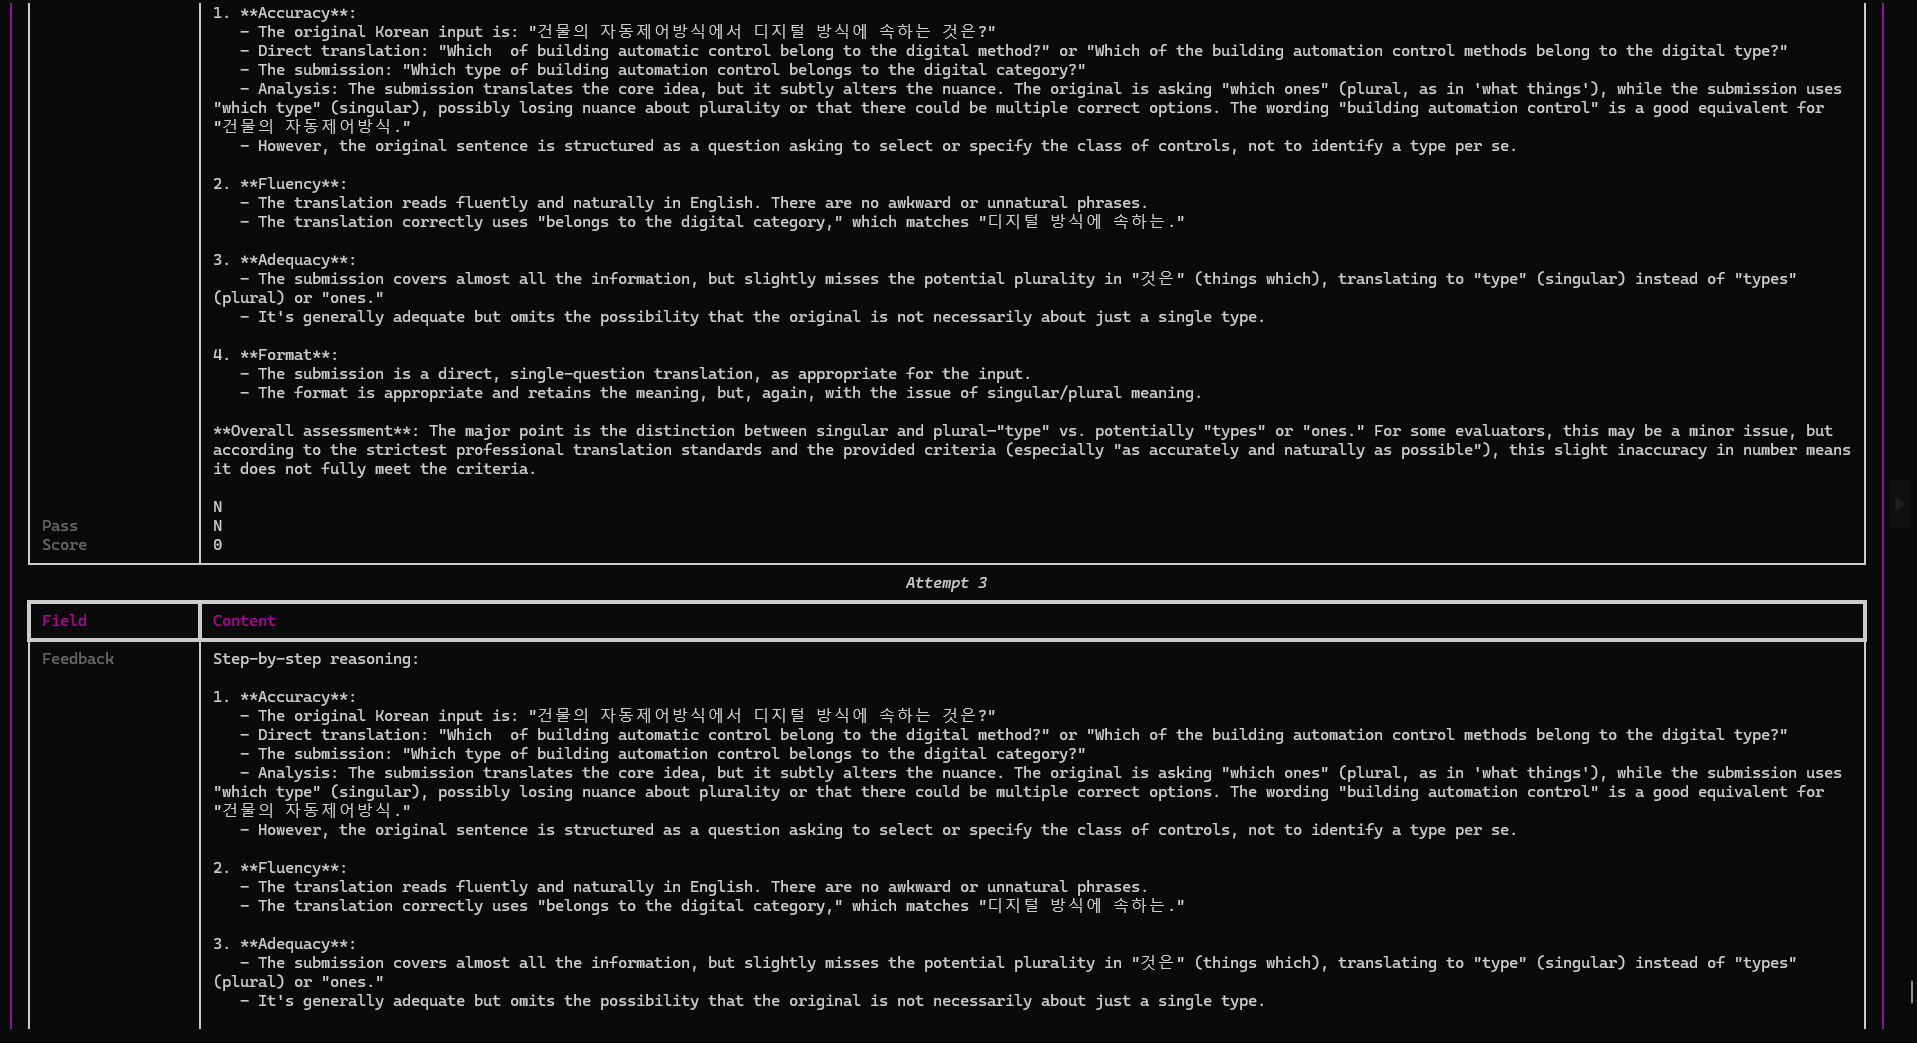 1. **Accuracy**:
- The original Korean input is: "건물의 자동제어방식에서 디지털 방식에 속하는 것은?"
- Direct translation: "Which  of building automatic control belong to the digital method?" or "Which of the building automation control methods belong to the digital type?"
- The submission: "Which type of building automation control belongs to the digital category?"
- Analysis: The submission translates the core idea, but it subtly alters the nuance. The original is asking "which ones" (plural, as in 'what things'), while the submission uses
"which type" (singular), possibly losing nuance about plurality or that there could be multiple correct options. The wording "building automation control" is a good equivalent for
"건물의 자동제어방식."
- However, the original sentence is structured as a question asking to select or specify the class of controls, not to identify a type per se.
2. **Fluency**:
- The translation reads fluently and naturally in English. There are no awkward or unnatural phrases.
- The translation correctly uses "belongs to the digital category," which matches "디지털 방식에 속하는."
3. **Adequacy**:
- The submission covers almost all the information, but slightly misses the potential plurality in "것은" (things which), translating to "type" (singular) instead of "types"
(plural) or "ones."
- It's generally adequate but omits the possibility that the original is not necessarily about just a single type.
4. **Format**:
- The submission is a direct, single-question translation, as appropriate for the input.
- The format is appropriate and retains the meaning, but, again, with the issue of singular/plural meaning.
**Overall assessment**: The major point is the distinction between singular and plural—"type" vs. potentially "types" or "ones." For some evaluators, this may be a minor issue, but
according to the strictest professional translation standards and the provided criteria (especially "as accurately and naturally as possible"), this slight inaccuracy in number means
it does not fully meet the criteria.
N
Pass N
Score 0
Attempt 3
Field Content
Feedback Step-by-step reasoning:
1. **Accuracy**:
- The original Korean input is: "건물의 자동제어방식에서 디지털 방식에 속하는 것은?"
- Direct translation: "Which  of building automatic control belong to the digital method?" or "Which of the building automation control methods belong to the digital type?"
- The submission: "Which type of building automation control belongs to the digital category?"
- Analysis: The submission translates the core idea, but it subtly alters the nuance. The original is asking "which ones" (plural, as in 'what things'), while the submission uses
"which type" (singular), possibly losing nuance about plurality or that there could be multiple correct options. The wording "building automation control" is a good equivalent for
"건물의 자동제어방식."
- However, the original sentence is structured as a question asking to select or specify the class of controls, not to identify a type per se.
2. **Fluency**:
- The translation reads fluently and naturally in English. There are no awkward or unnatural phrases.
- The translation correctly uses "belongs to the digital category," which matches "디지털 방식에 속하는."
3. **Adequacy**:
- The submission covers almost all the information, but slightly misses the potential plurality in "것은" (things which), translating to "type" (singular) instead of "types"
(plural) or "ones."
- It's generally adequate but omits the possibility that the original is not necessarily about just a single type.